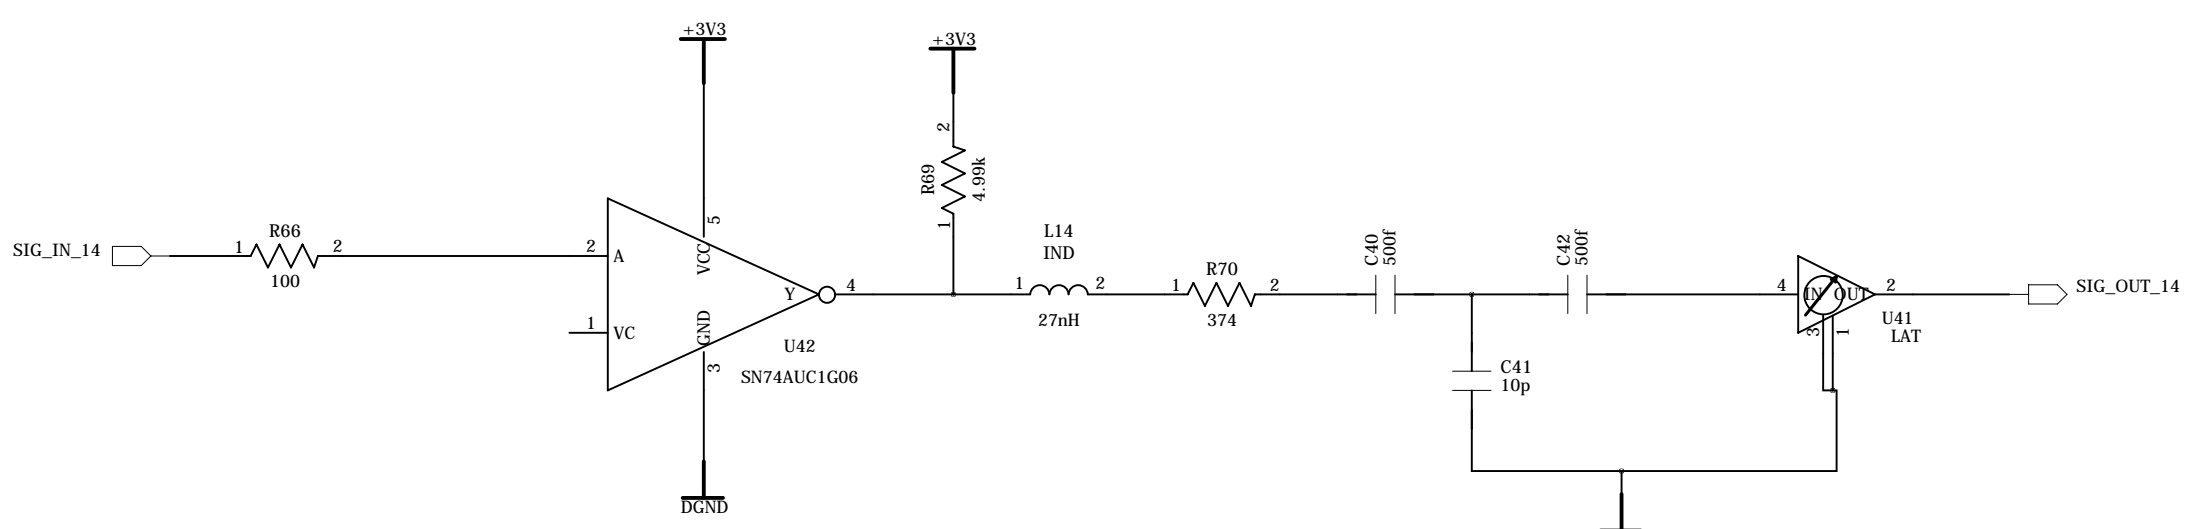 +3V3
+3V3
2
R69
4.99k
1
SIG_IN_14
1
R66
2
100
2
A
5
VCC
Y
4
1
VC
GND
3
U42
SN74AUC1G06
DGND
L14
IND
1
2
27nH
R70
1
2
374
C40
500f
C42
500f
C41
10p
4
IN
OUT
2
3
1
U41
LAT
SIG_OUT_14